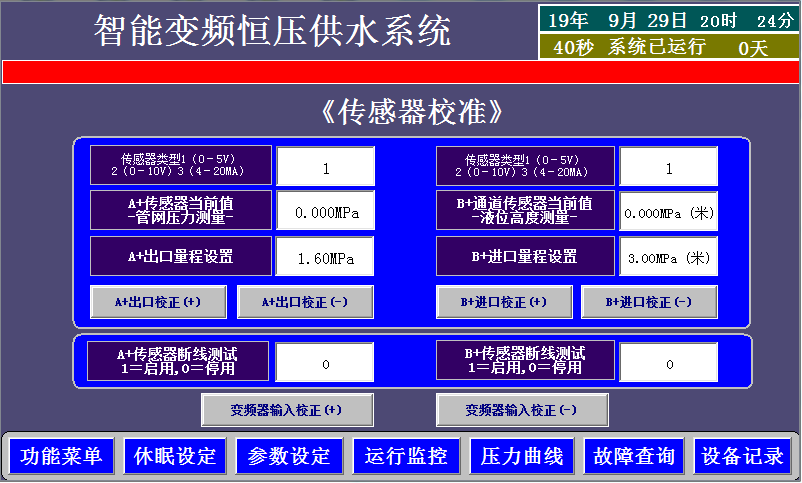 智能变频恒压供水系统
19年 9月 29日 20时 24分
40秒 系统已运行 0天
《传感器校准》
传感器类型1（0－5V）
2（0－10V）3（4－20MA）
1
传感器类型1（0－5V）
2（0－10V）3（4－20MA）
1
A+传感器当前值
-管网压力测量-
0.000MPa
B+通道传感器当前值
-液位高度测量-
0.000MPa（米）
A+出口量程设置
1.60MPa
B+进口量程设置
3.00MPa（米）
A+出口校正(+)
A+出口校正(-)
B+进口校正(+)
B+进口校正(-)
A+传感器断线测试
1＝启用,0＝停用
0
B+传感器断线测试
1＝启用,0＝停用
0
变频器输入校正(+)
变频器输入校正(-)
功能菜单
休眠设定
参数设定
运行监控
压力曲线
故障查询
设备记录